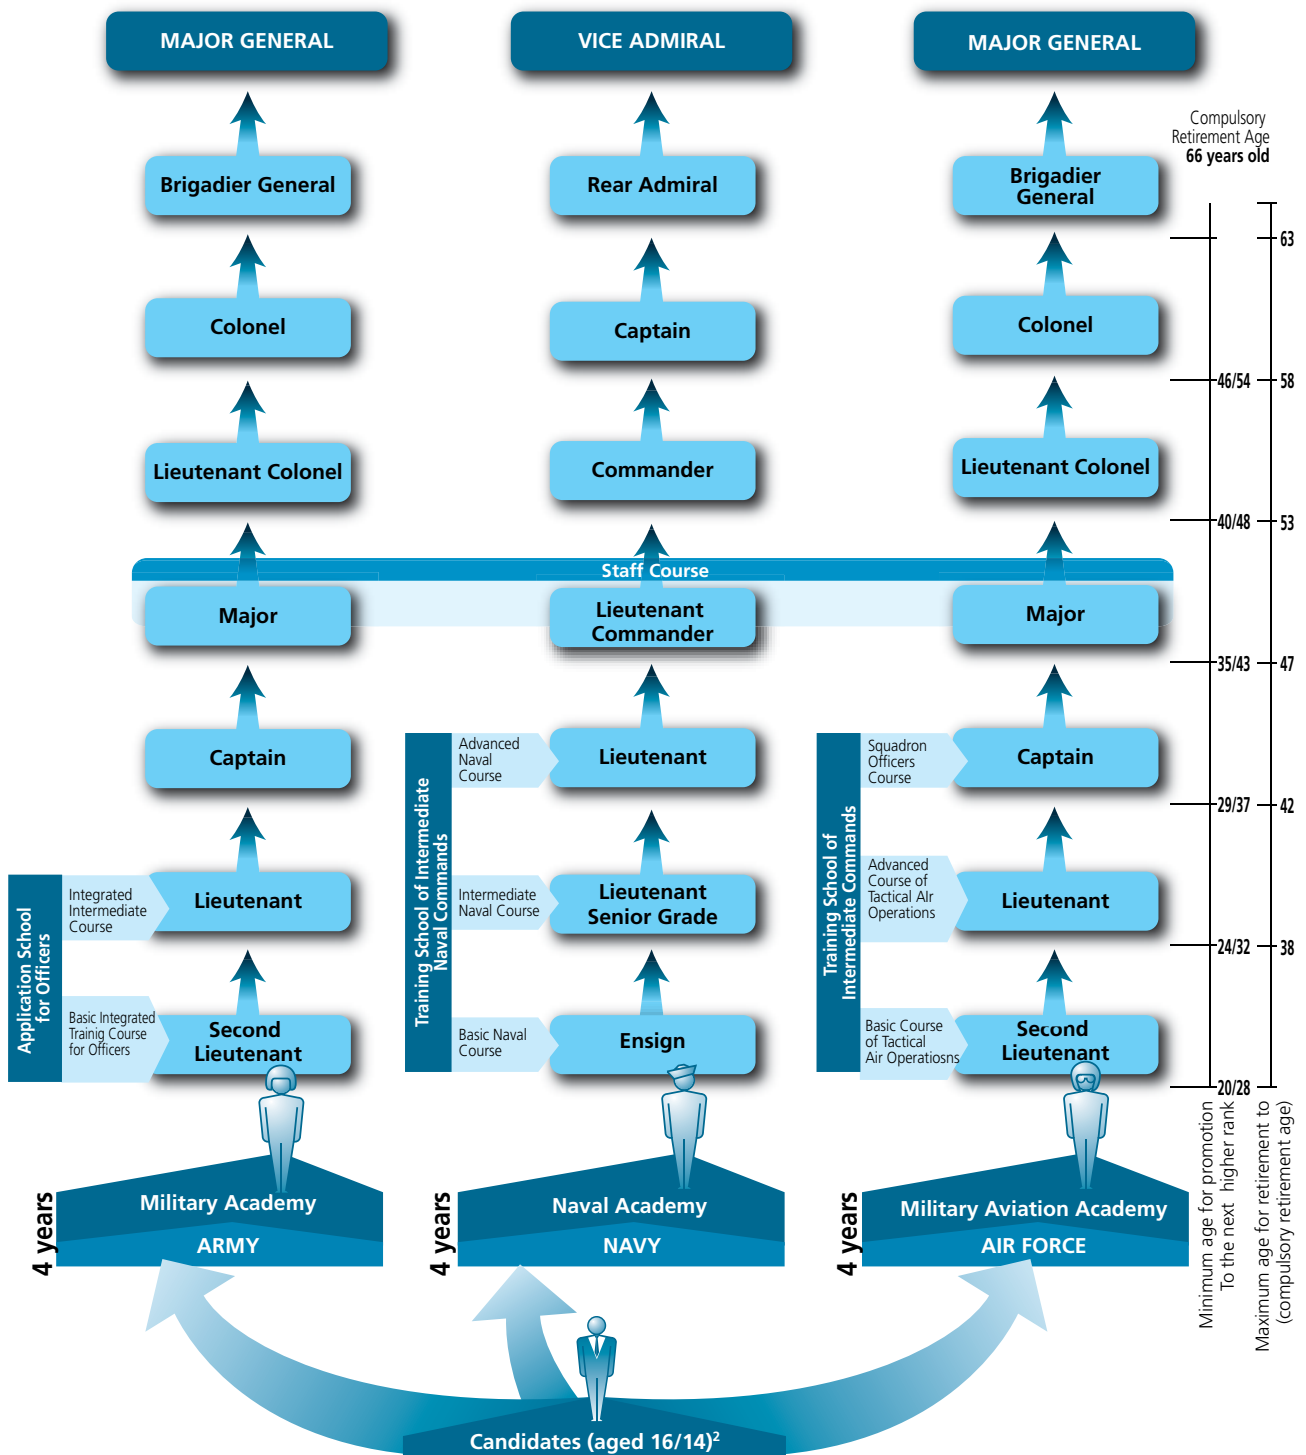 MAJOR GENERAL
VICE ADMIRAL
MAJOR GENERAL
Compulsory
Retirement Age
66 years old
Brigadier General
Rear Admiral
Brigadier
General
63
Colonel
Captain
Colonel
46/54
58
Lieutenant Colonel
Commander
Lieutenant Colonel
40/48
53
Staff Course
Major
Lieutenant
Commander
Major
35/43
47
Captain
Training School of Intermediate
Naval Commands
Advanced
Naval
Course
Lieutenant
Training School of
Intermediate Commands
Squadron
Officers
Course
Captain
29/37
42
Application School
for Officers
Integrated
Intermediate
Course
Lieutenant
Intermediate
Naval Course
Lieutenant
Senior Grade
Advanced
Course of
Tactical AIr
Operations
Lieutenant
24/32
38
Basic Integrated
Trainig Course
for Officers
Second
Lieutenant
Basic Naval
Course
Ensign
Basic Course
of Tactical
Air Operatiosns
Second
Lieutenant
20/28
Minimum age for promotion
To the next higher rank
Maximum age for retirement to
(compulsory retirement age)
4 years
Military Academy
ARMY
4 years
Naval Academy
NAVY
4 years
Military Aviation Academy
AIR FORCE
Candidates (aged 16/14)²